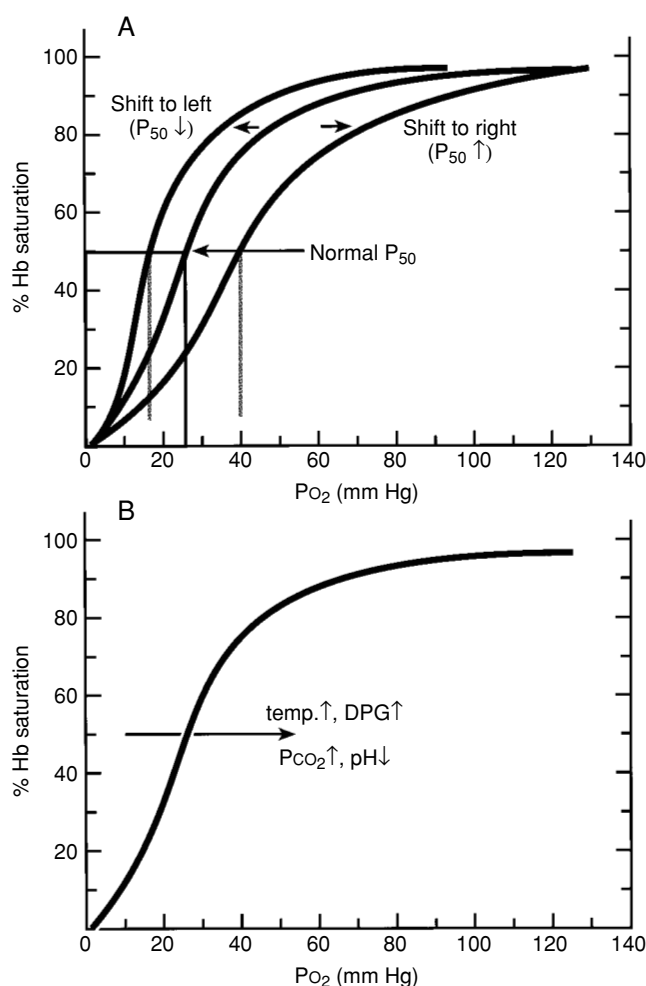 A
100
80
60
40
20
% Hb saturation
Shift to left
(P50 ↓)
Shift to right
(P50 ↑)
Normal P50
0 20 40 60 80 100 120 140
PO2 (mm Hg)
B
100
80
60
40
20
% Hb saturation
temp.↑, DPG↑
PCO2↑, pH↓
0 20 40 60 80 100 120 140
PO2 (mm Hg)